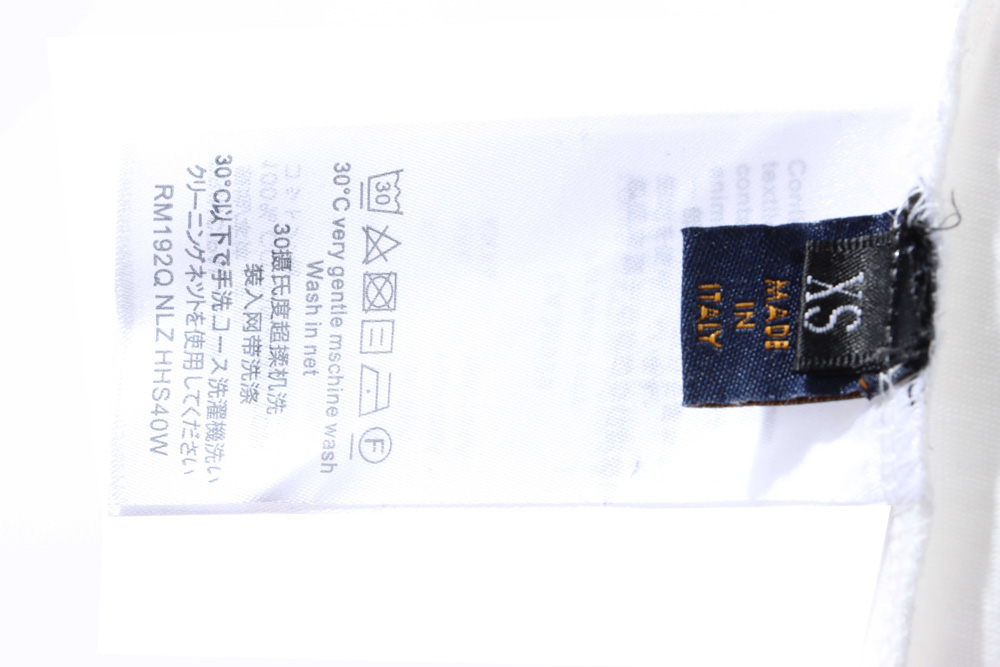 XS
MADE
IN
ITALY
30
F
30°C very gentle mschine wash
Wash in net
30摄氏度超揉机洗
装入网带洗涤
30°C以下で手洗コース洗濯機洗い
クリーニングネットを使用してください
RM192Q NLZ HHS40W